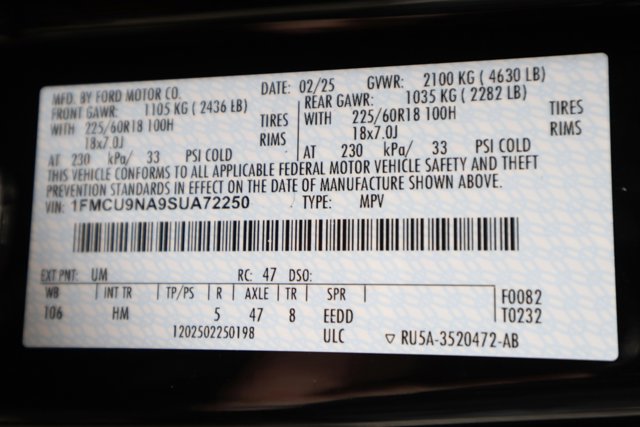 MFD. BY FORD MOTOR CO. DATE: 02/25 GVWR: 2100 KG ( 4630 LB)
FRONT GAWR: 1105 KG ( 2436 LB) REAR GAWR: 1035 KG ( 2282 LB)
WITH 225/60R18 100H TIRES WITH 225/60R18 100H TIRES
18x7.0J RIMS 18x7.0J RIMS
AT 230 kPa/ 33 PSI COLD AT 230 kPa/ 33 PSI COLD
THIS VEHICLE CONFORMS TO ALL APPLICABLE FEDERAL MOTOR VEHICLE SAFETY AND THEFT
PREVENTION STANDARDS IN EFFECT ON THE DATE OF MANUFACTURE SHOWN ABOVE.
VIN: 1FMCU9NA9SUA72250 TYPE: MPV
EXT PNT: UM RC: 47 DSO:
WB INT TR TP/PS R AXLE TR SPR F0082
106 HM 5 47 8 EEDD T0232
1202502250198 ULC RU5A-3520472-AB